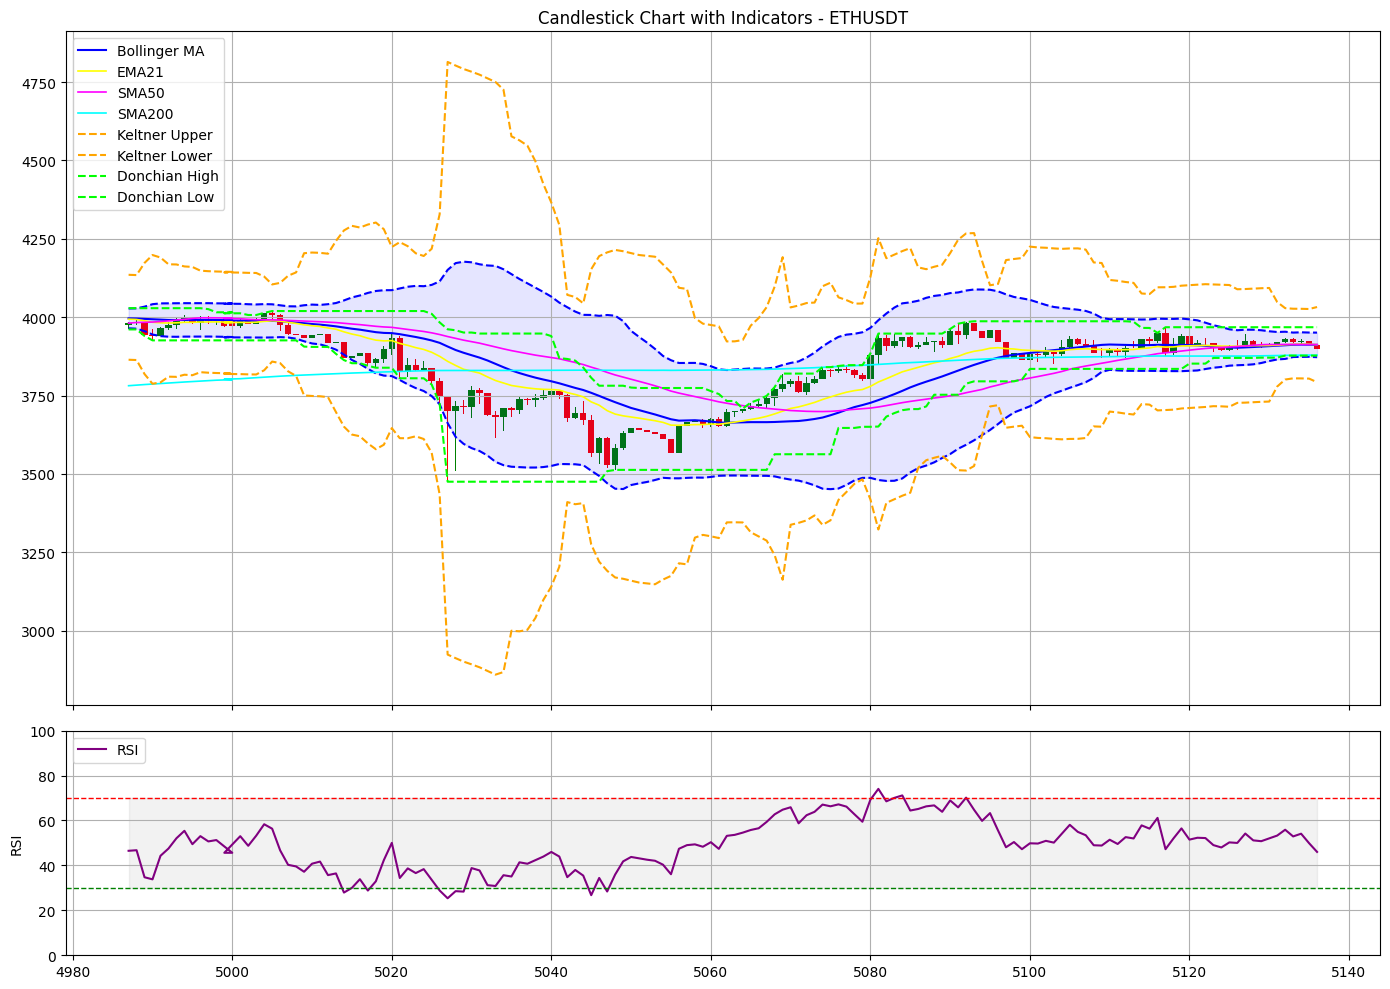 Candlestick Chart with Indicators - ETHUSDT
Bollinger MA
EMA21
SMA50
SMA200
Keltner Upper
Keltner Lower
Donchian High
Donchian Low
4750
4500
4250
4000
3750
3500
3250
3000
RSI
100
80
60
40
20
0
RSI
4980
5000
5020
5040
5060
5080
5100
5120
5140